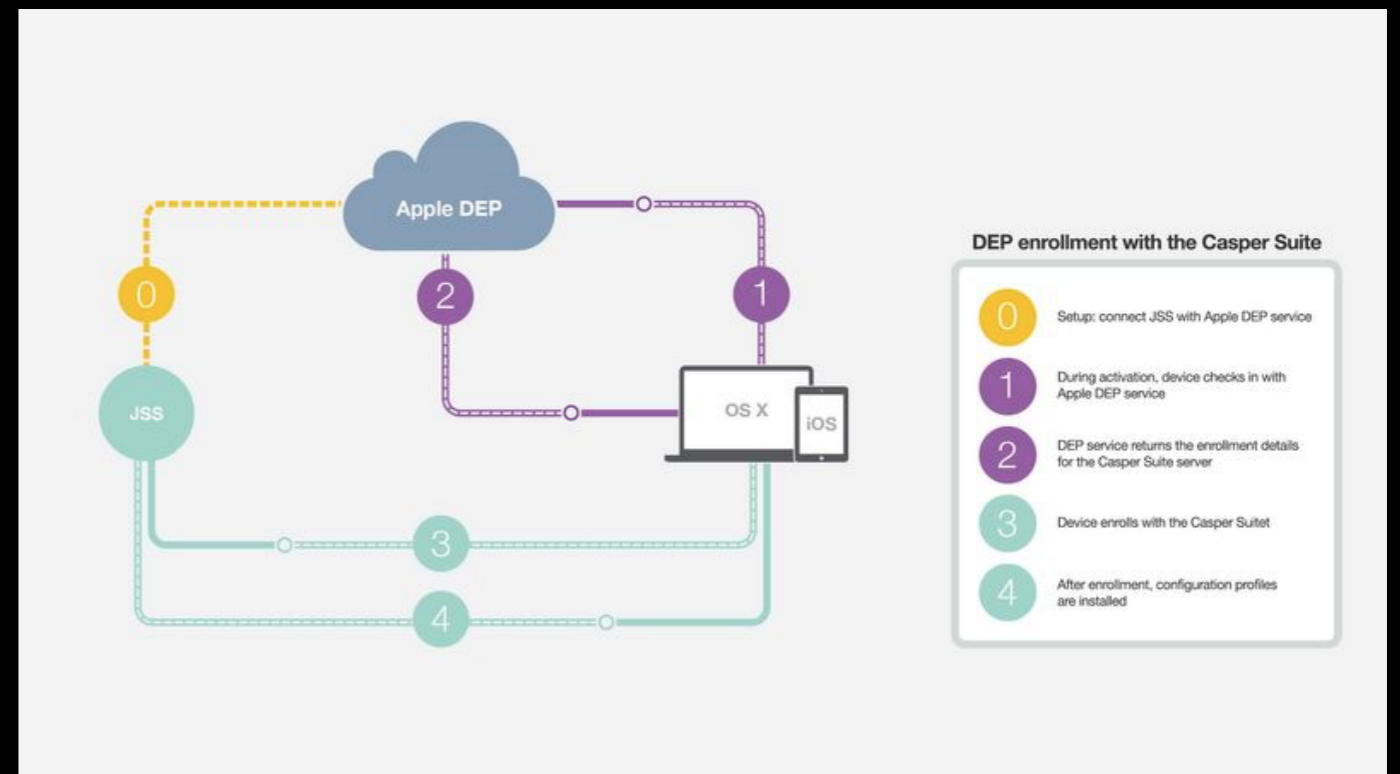 Apple DEP
0
2
1
JSS
OS X
iOS
3
4
DEP enrollment with the Casper Suite
0
Setup: connect JSS with Apple DEP service
1
During activation, device checks in with
Apple DEP service
2
DEP service returns the enrollment details
for the Casper Suite server
3
Device enrolls with the Casper Suitet
4
After enrollment, configuration profiles
are installed